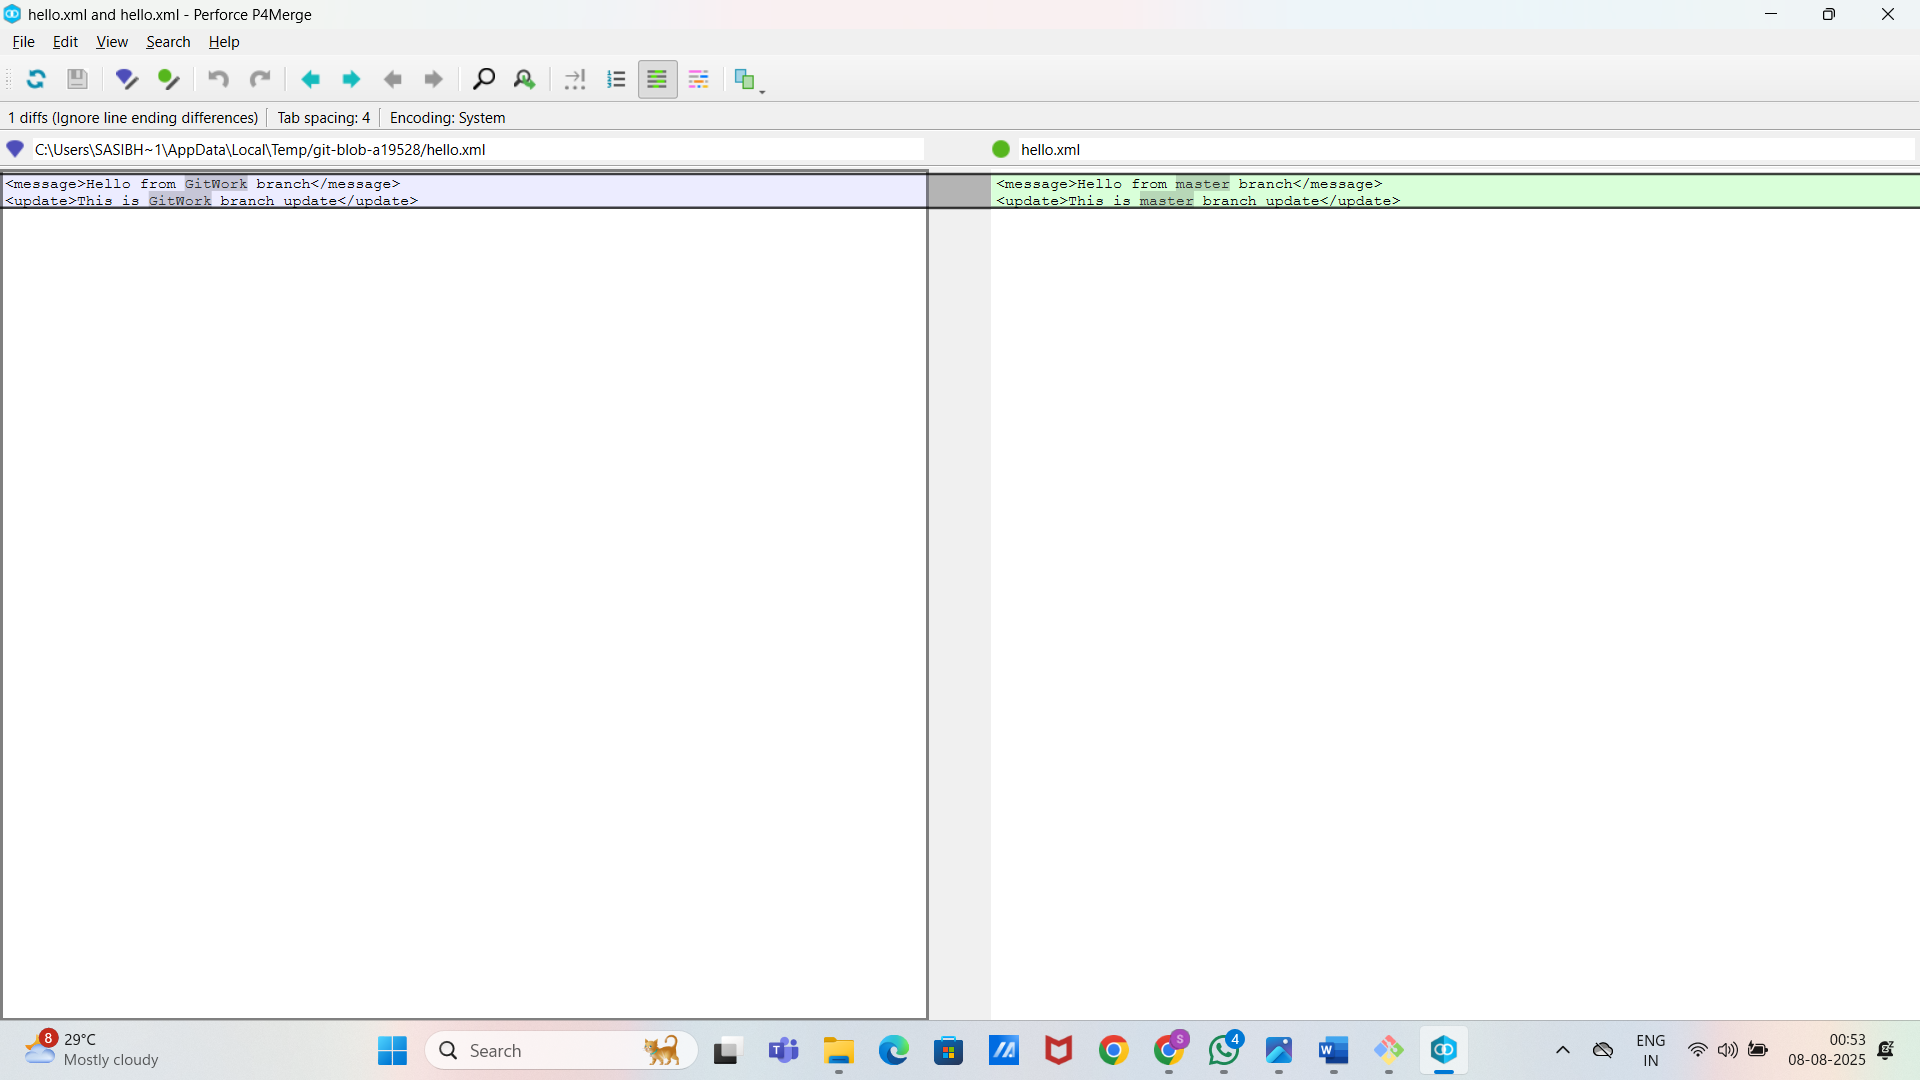 hello.xml and hello.xml - Perforce P4Merge
File Edit View Search Help
1 diffs (Ignore line ending differences) Tab spacing: 4 Encoding: System
C:\Users\SASIBH~1\AppData\Local\Temp/git-blob-a19528/hello.xml
hello.xml
<message>Hello from GitWork branch</message>
<update>This is GitWork branch update</update>
<message>Hello from master branch</message>
<update>This is master branch update</update>
8
29°C
Mostly cloudy
Search
S
4
ENG
IN
00:53
08-08-2025